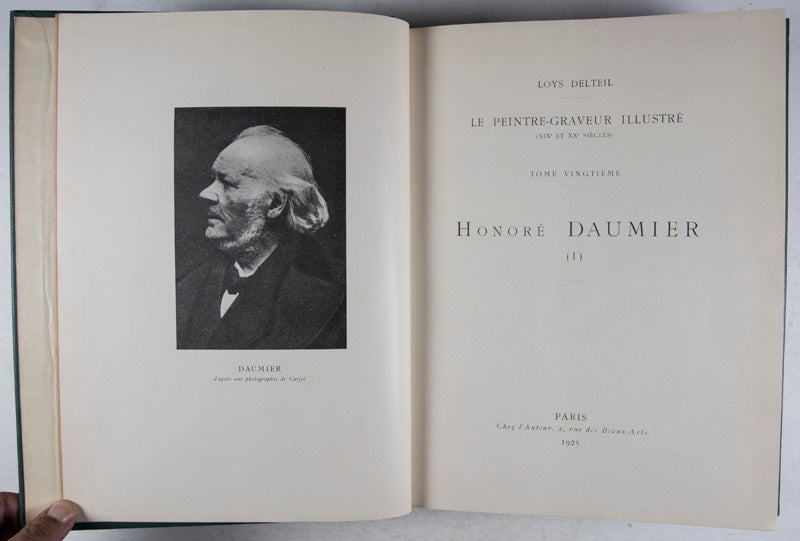 DAUMIER
d'après une photographie de Carjat
LOYS DELTEIL
LE PEINTRE-GRAVEUR ILLUSTRÉ
(XIXe ET XXe SIÈCLES)
TOME VINGTIÈME
HONORÉ DAUMIER
(I)
PARIS
Chez l'Auteur, 2, rue des Beaux-Arts
1925